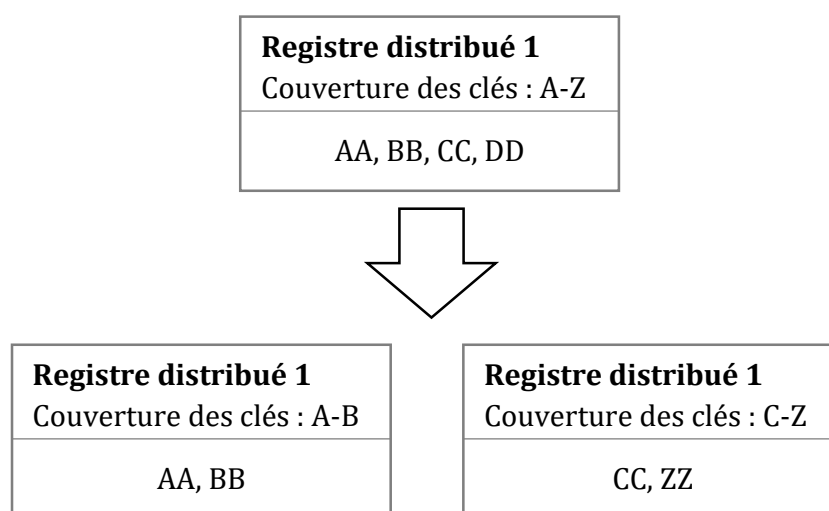 Registre distribué 1
Couverture des clés : A-Z
AA, BB, CC, DD
Registre distribué 1
Couverture des clés : A-B
AA, BB
Registre distribué 1
Couverture des clés : C-Z
CC, ZZ